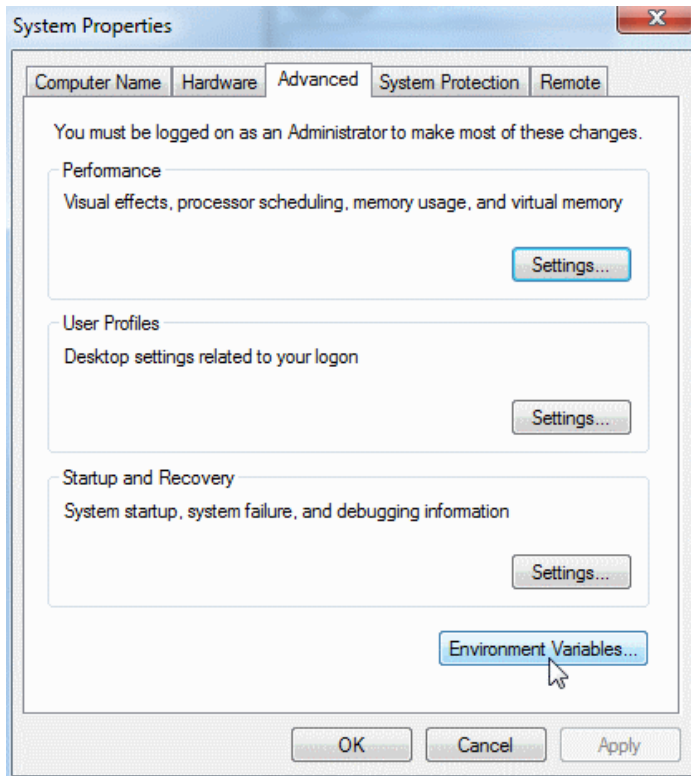 System Properties
Computer Name Hardware Advanced System Protection Remote
You must be logged on as an Administrator to make most of these changes.
Performance
Visual effects, processor scheduling, memory usage, and virtual memory
Settings...
User Profiles
Desktop settings related to your logon
Settings...
Startup and Recovery
System startup, system failure, and debugging information
Settings...
Environment Variables...
OK Cancel Apply